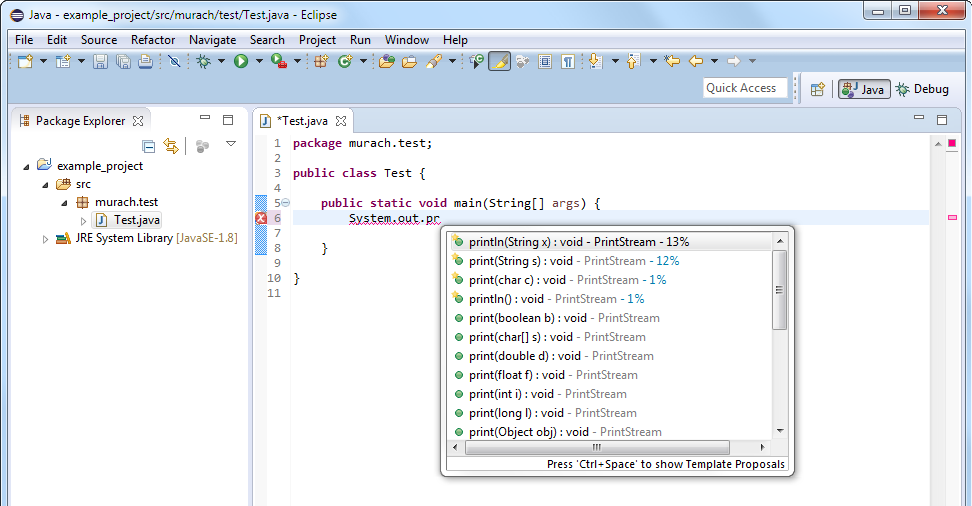 Java - example_project/src/murach/test/Test.java - Eclipse
File Edit Source Refactor Navigate Search Project Run Window Help
Quick Access Java Debug
Package Explorer
example_project
src
murach.test
Test.java
JRE System Library [JavaSE-1.8]
*Test.java
1 package murach.test;
2
3 public class Test {
4
5 public static void main(String[] args) {
6 System.out.pr
7
8 }
9
10 }
11
println(String x) : void - PrintStream - 13%
print(String s) : void - PrintStream - 12%
print(char c) : void - PrintStream - 1%
println() : void - PrintStream - 1%
print(boolean b) : void - PrintStream
print(char[] s) : void - PrintStream
print(double d) : void - PrintStream
print(float f) : void - PrintStream
print(int i) : void - PrintStream
print(long l) : void - PrintStream
print(Object obj) : void - PrintStream
Press 'Ctrl+Space' to show Template Proposals